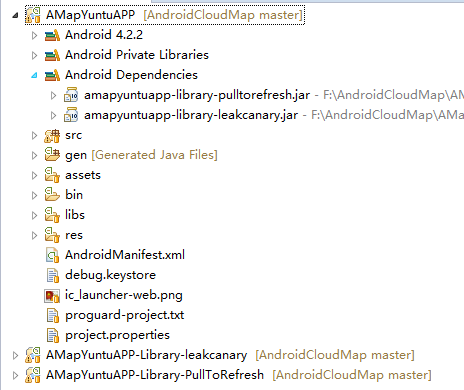 AMapYuntuAPP [AndroidCloudMap master]
Android 4.2.2
Android Private Libraries
Android Dependencies
amapyuntuapp-library-pulltorefresh.jar - F:\AndroidCloudMap\AMa
amapyuntuapp-library-leakcanary.jar - F:\AndroidCloudMap\AMap
src
gen [Generated Java Files]
assets
bin
libs
res
AndroidManifest.xml
debug.keystore
ic_launcher-web.png
proguard-project.txt
project.properties
AMapYuntuAPP-Library-leakcanary [AndroidCloudMap master]
AMapYuntuAPP-Library-PullToRefresh [AndroidCloudMap master]